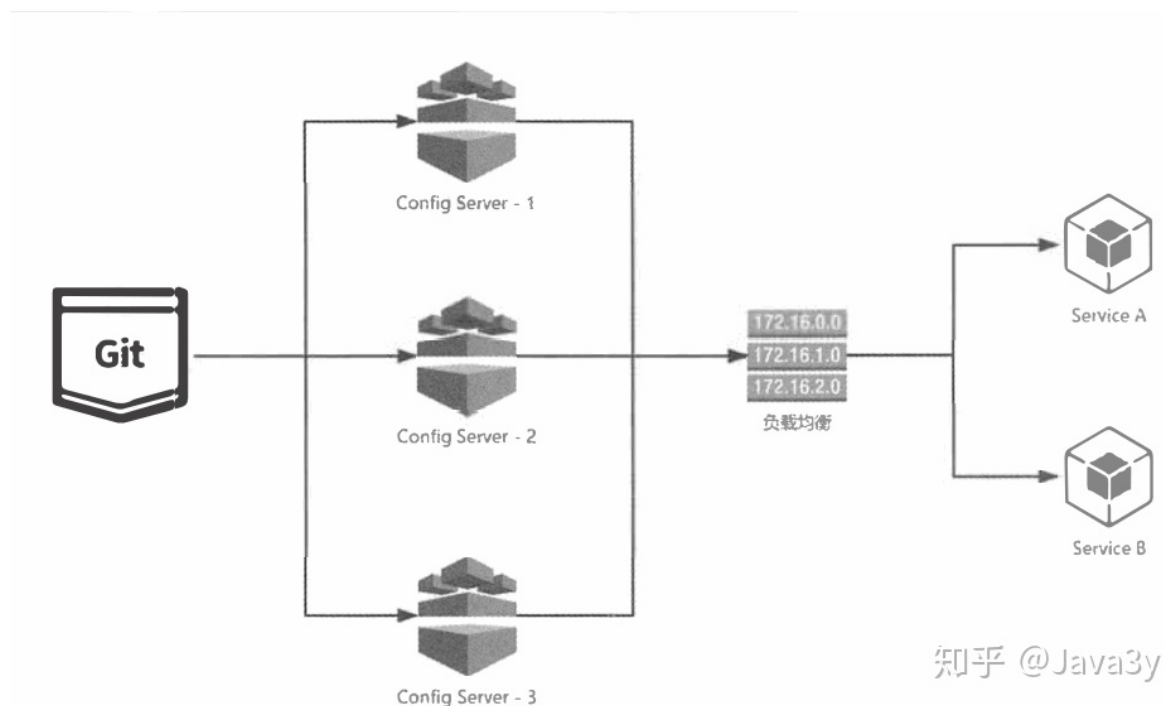 Config Server - 1
Git
Config Server - 2
172.16.0.0
172.16.1.0
172.16.2.0
负载均衡
Service A
Service B
Config Server - 3
知乎 @Java3y